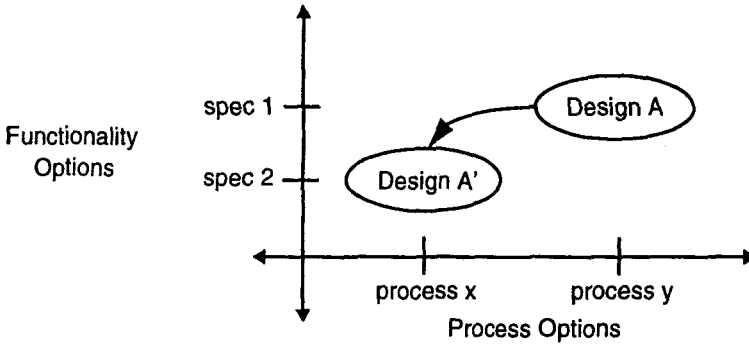 spec 1
Design A
Functionality
Options
spec 2
Design A'
process x
process y
Process Options